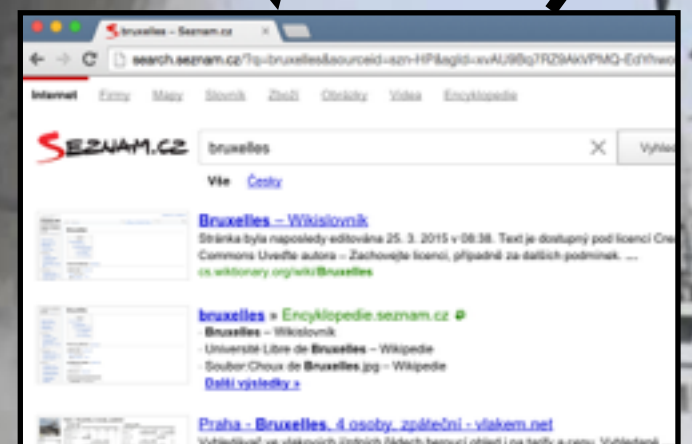 bruxelles – Seznam.cz
search.seznam.cz/?q=bruxelles&sourceid=szn-HP&
Internet Firmy Mapy Slovník Zboží Obrázky Videa Encyklopedie
SEZNAM.CZ bruxelles
Vše Česky
Bruxelles – Wikislovník
Stránka byla naposledy editována 25. 3. 2015 v 08:38. Text je dostupný pod licencí
Commons Uveďte autora – Zachovejte licenci, případně za dalších podmínek. ...
cs.wiktionary.org/wiki/Bruxelles
bruxelles » Encyklopedie.seznam.cz
- Bruxelles – Wikislovník
- Université Libre de Bruxelles – Wikipedie
- Soubor:Choux de Bruxelles.jpg – Wikipedie
Další výsledky »
Praha - Bruxelles, 4 osoby, zpáteční - vlakem.net